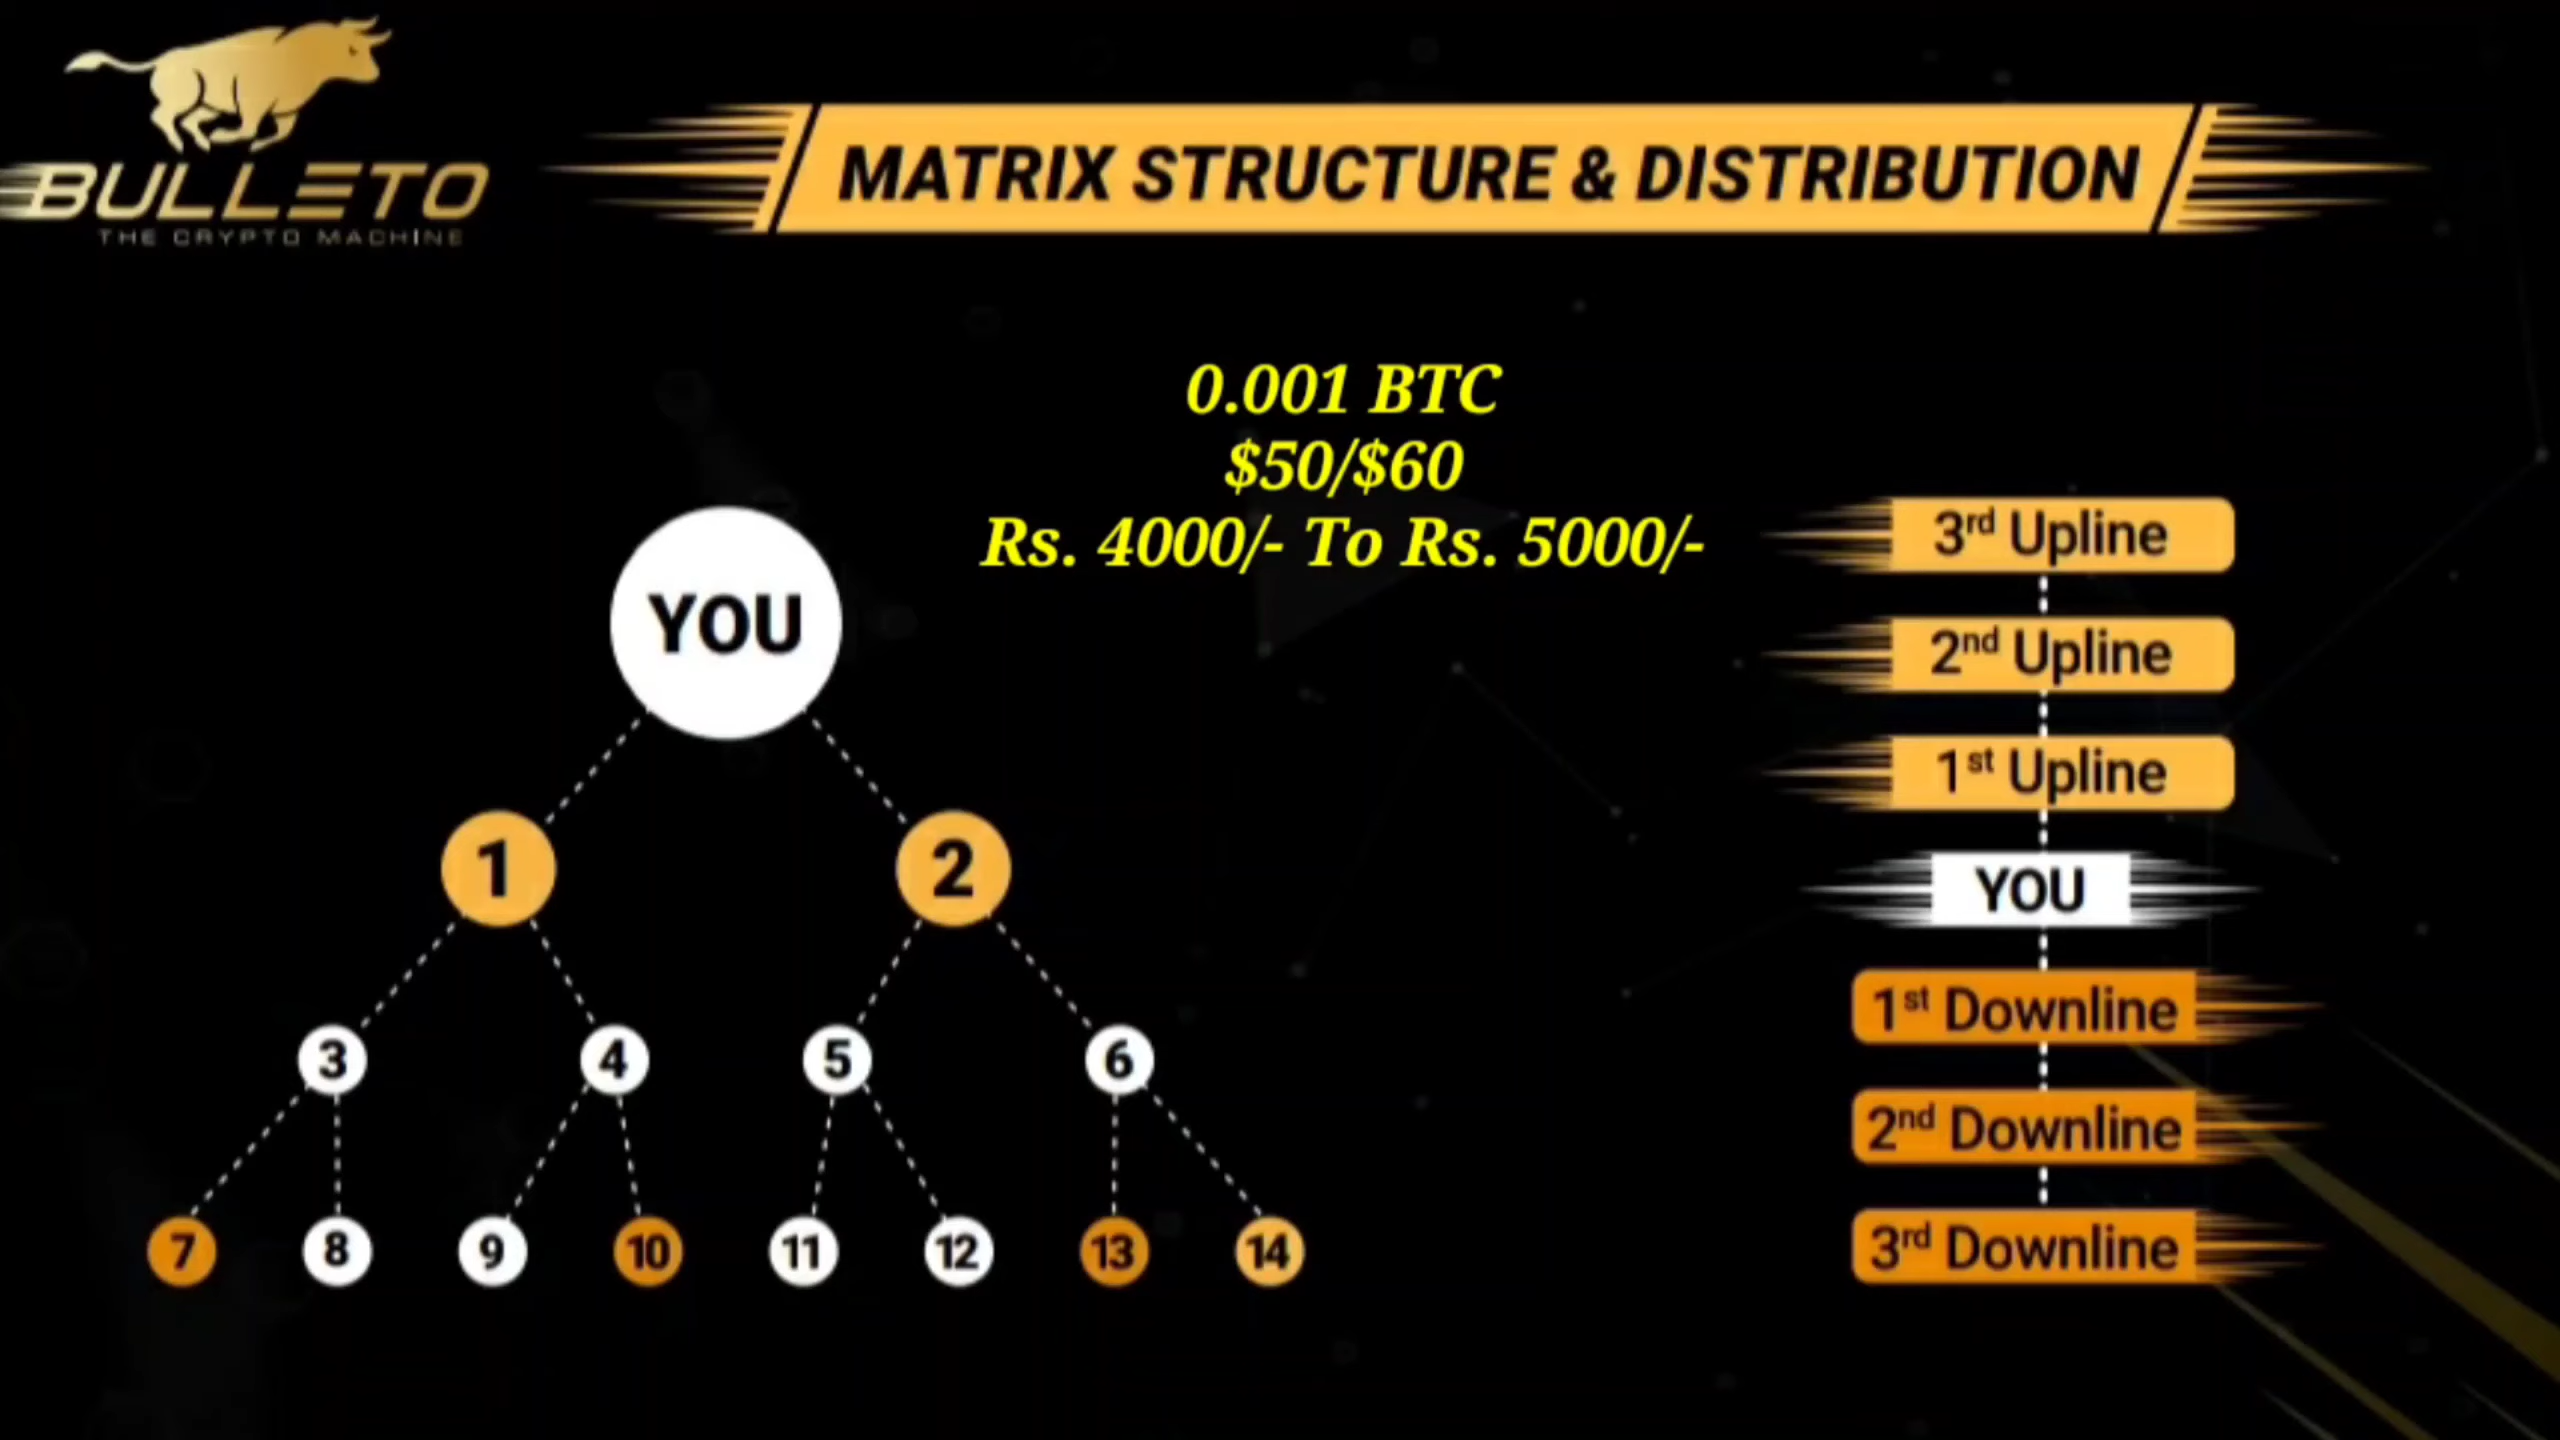 BULLETO
THE CRYPTO MACHINE
MATRIX STRUCTURE & DISTRIBUTION
0.001 BTC
$50/$60
Rs. 4000/- To Rs. 5000/-
YOU
1 2
3 4 5 6
7 8 9 10 11 12 13 14
3rd Upline
2nd Upline
1st Upline
YOU
1st Downline
2nd Downline
3rd Downline